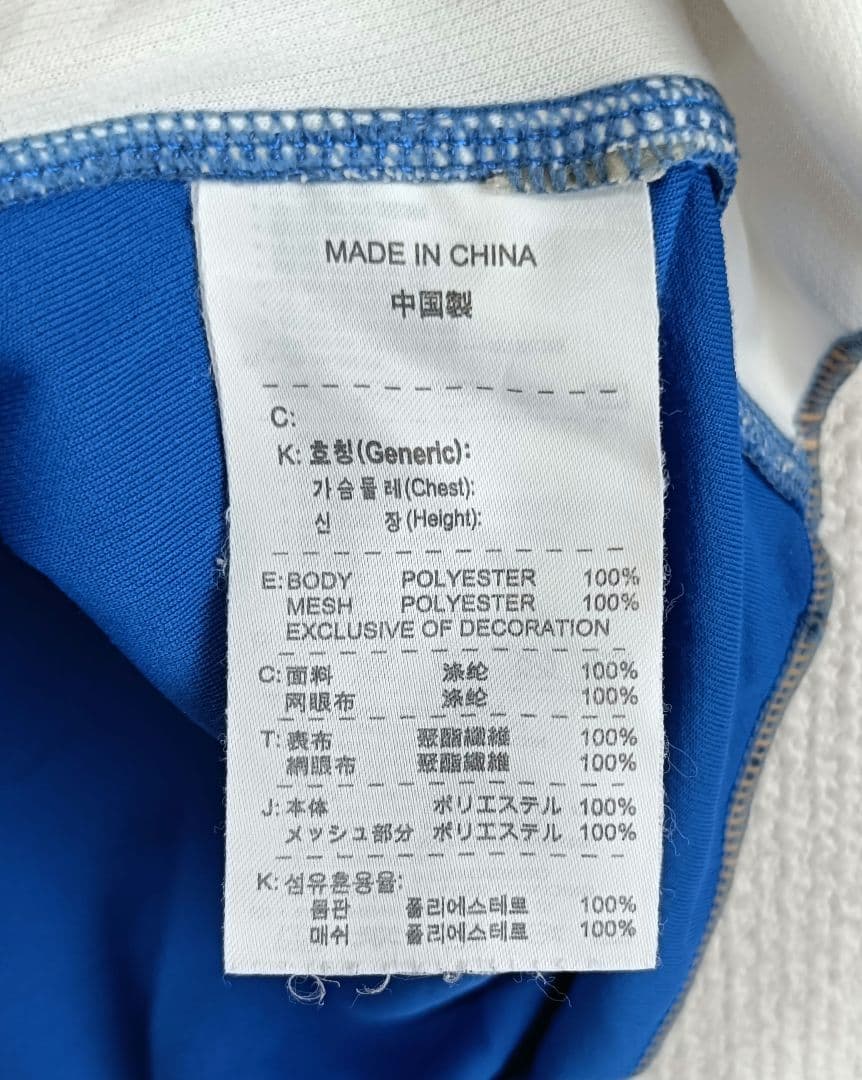 MADE IN CHINA
中国製
C:
K: 호칭(Generic):
가슴둘레(Chest):
신 장(Height):
E: BODY POLYESTER 100%
MESH POLYESTER 100%
EXCLUSIVE OF DECORATION
C: 面料 涤纶 100%
网眼布 涤纶 100%
T: 表布 聚酯纖維 100%
網眼布 聚酯纖維 100%
J: 本体 ポリエステル 100%
メッシュ部分 ポリエステル 100%
K: 섬유혼용율:
몸판 폴리에스테르 100%
매쉬 폴리에스테르 100%